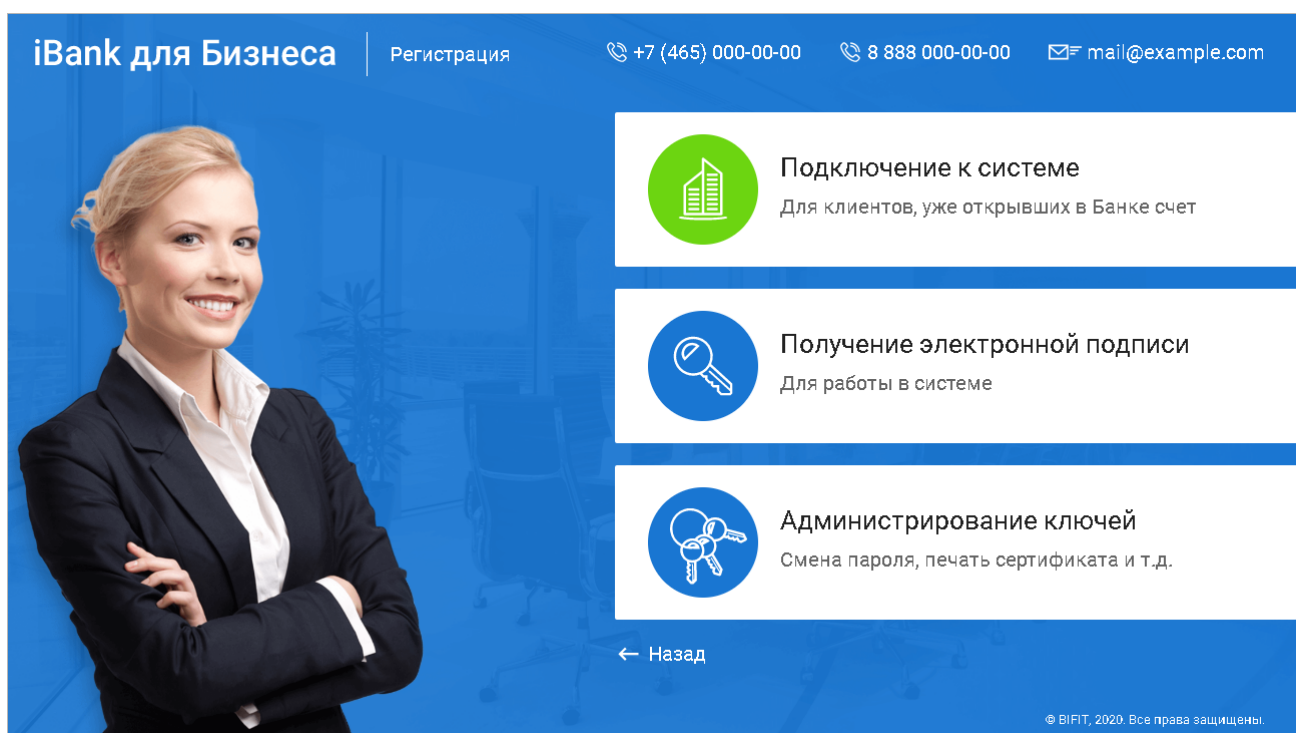 iBank для Бизнеса
Регистрация
+7 (465) 000-00-00
8 888 000-00-00
mail@example.com
Подключение к системе
Для клиентов, уже открывших в Банке счет
Получение электронной подписи
Для работы в системе
Администрирование ключей
Смена пароля, печать сертификата и т.д.
← Назад
© BIFIT, 2020. Все права защищены.